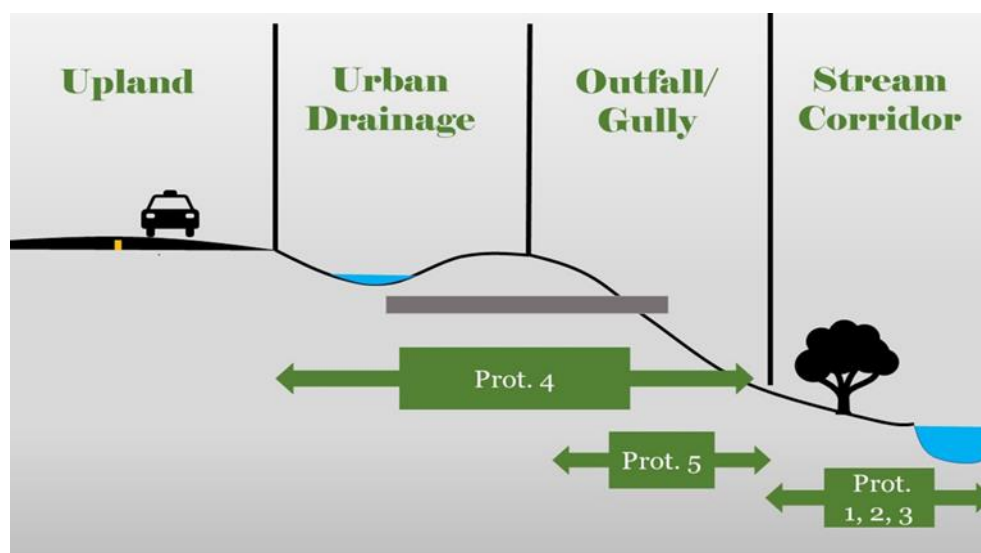 Upland
Urban
Drainage
Outfall/
Gully
Stream
Corridor
Prot. 4
Prot. 5
Prot.
1, 2, 3